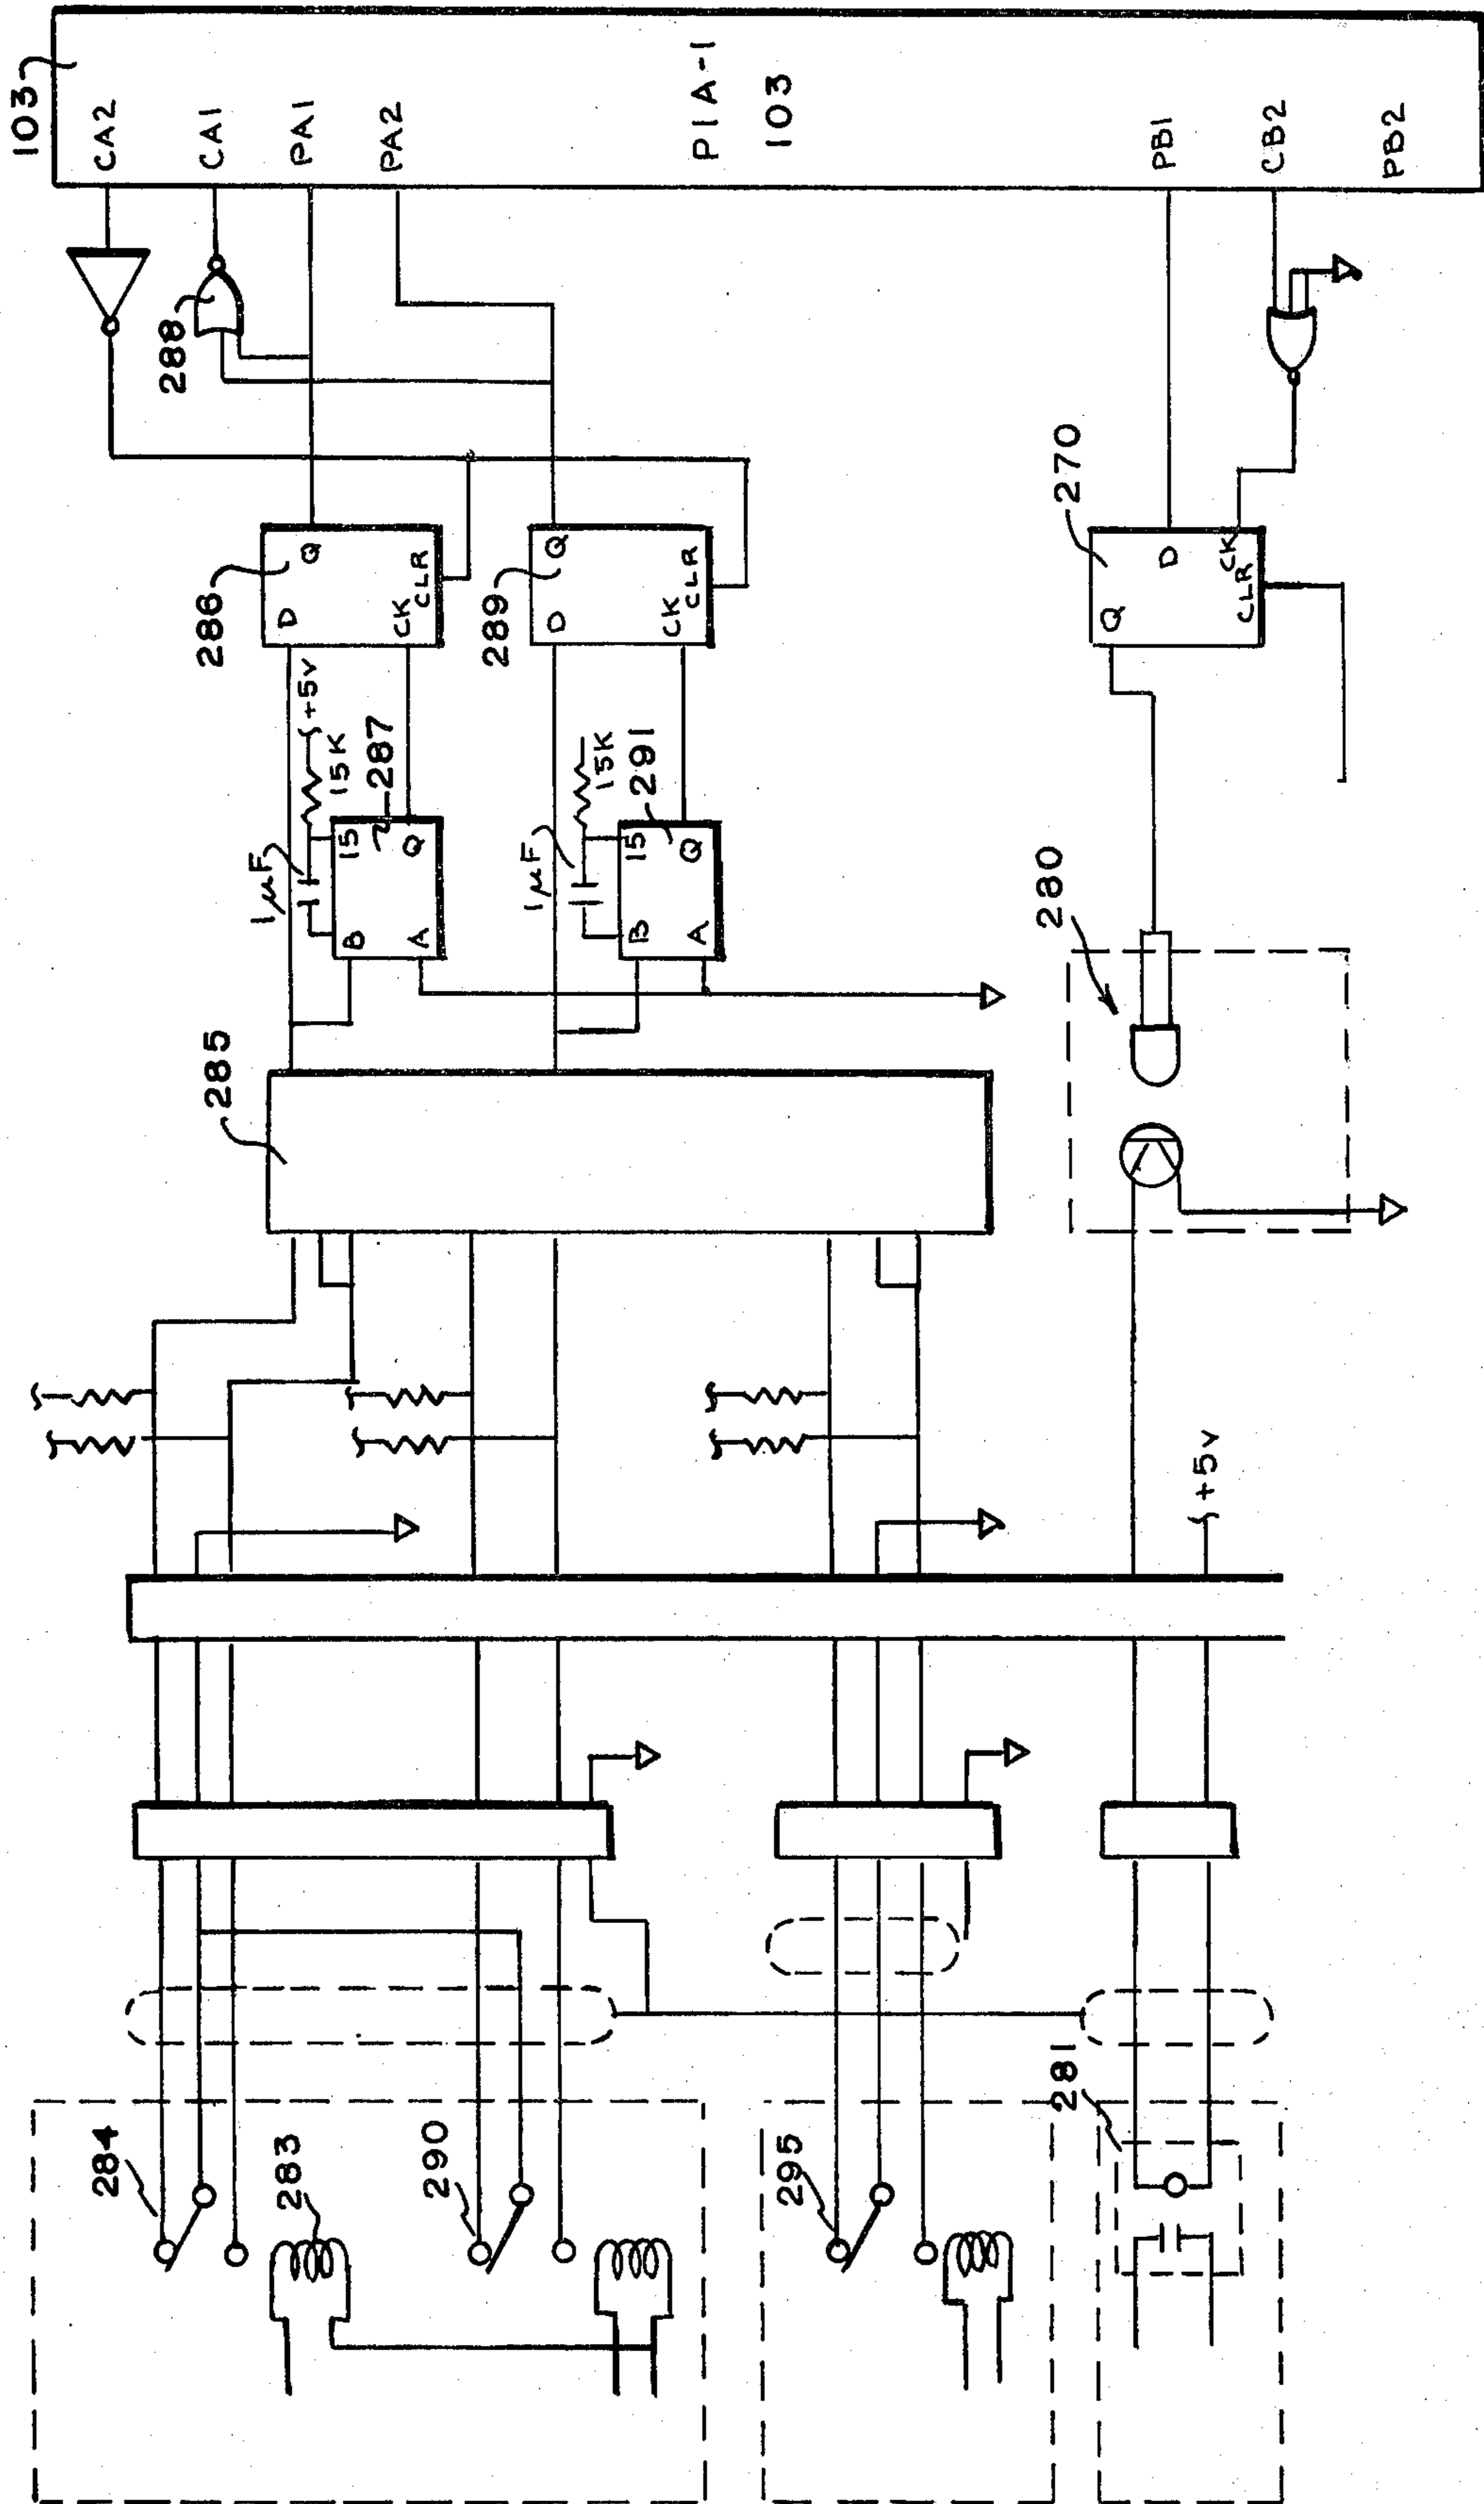 103
CA2
CA1
PA1
PA2
PIA-1
103
PB1
CB2
PB2
288
286
D
Q
CK
CLR
289
D
Q
CK
CLR
270
Q
D
CK
CLR
+5v
15K
287
1µF
15
B
Q
A
15K
291
1µF
15
B
Q
A
280
285
+5v
284
283
290
295
281